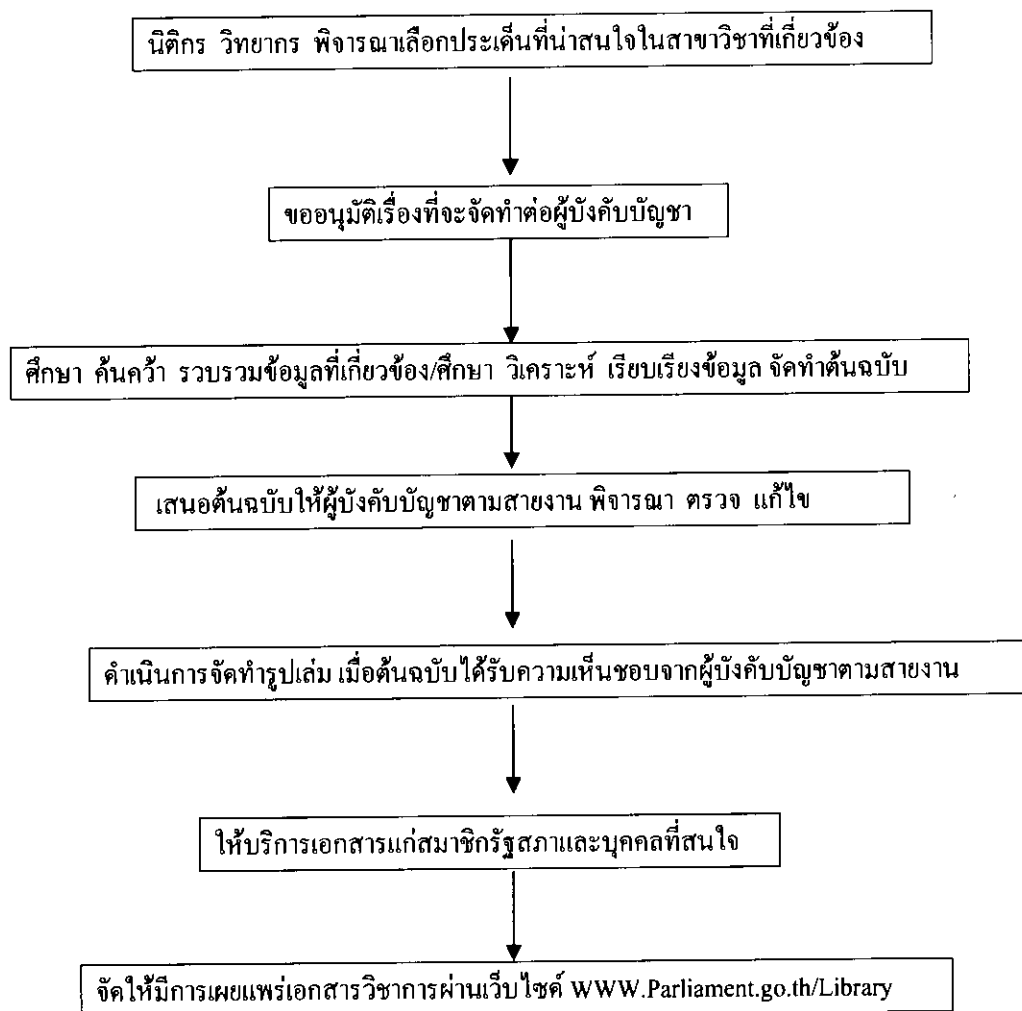 นิติกร วิทยากร พิจารณาเลือกประเด็นที่น่าสนใจในสาขาวิชาที่เกี่ยวข้อง
ขออนุมัติเรื่องที่จะจัดทำต่อผู้บังคับบัญชา
ศึกษา ค้นคว้า รวบรวมข้อมูลที่เกี่ยวข้อง/ศึกษา วิเคราะห์ เรียบเรียงข้อมูล จัดทำต้นฉบับ
เสนอต้นฉบับให้ผู้บังคับบัญชาตามสายงาน พิจารณา ตรวจ แก้ไข
ดำเนินการจัดทำรูปเล่ม เมื่อต้นฉบับได้รับความเห็นชอบจากผู้บังคับบัญชาตามสายงาน
ให้บริการเอกสารแก่สมาชิกรัฐสภาและบุคคลที่สนใจ
จัดให้มีการเผยแพร่เอกสารวิชาการผ่านเว็บไซต์ WWW.Parliament.go.th/Library